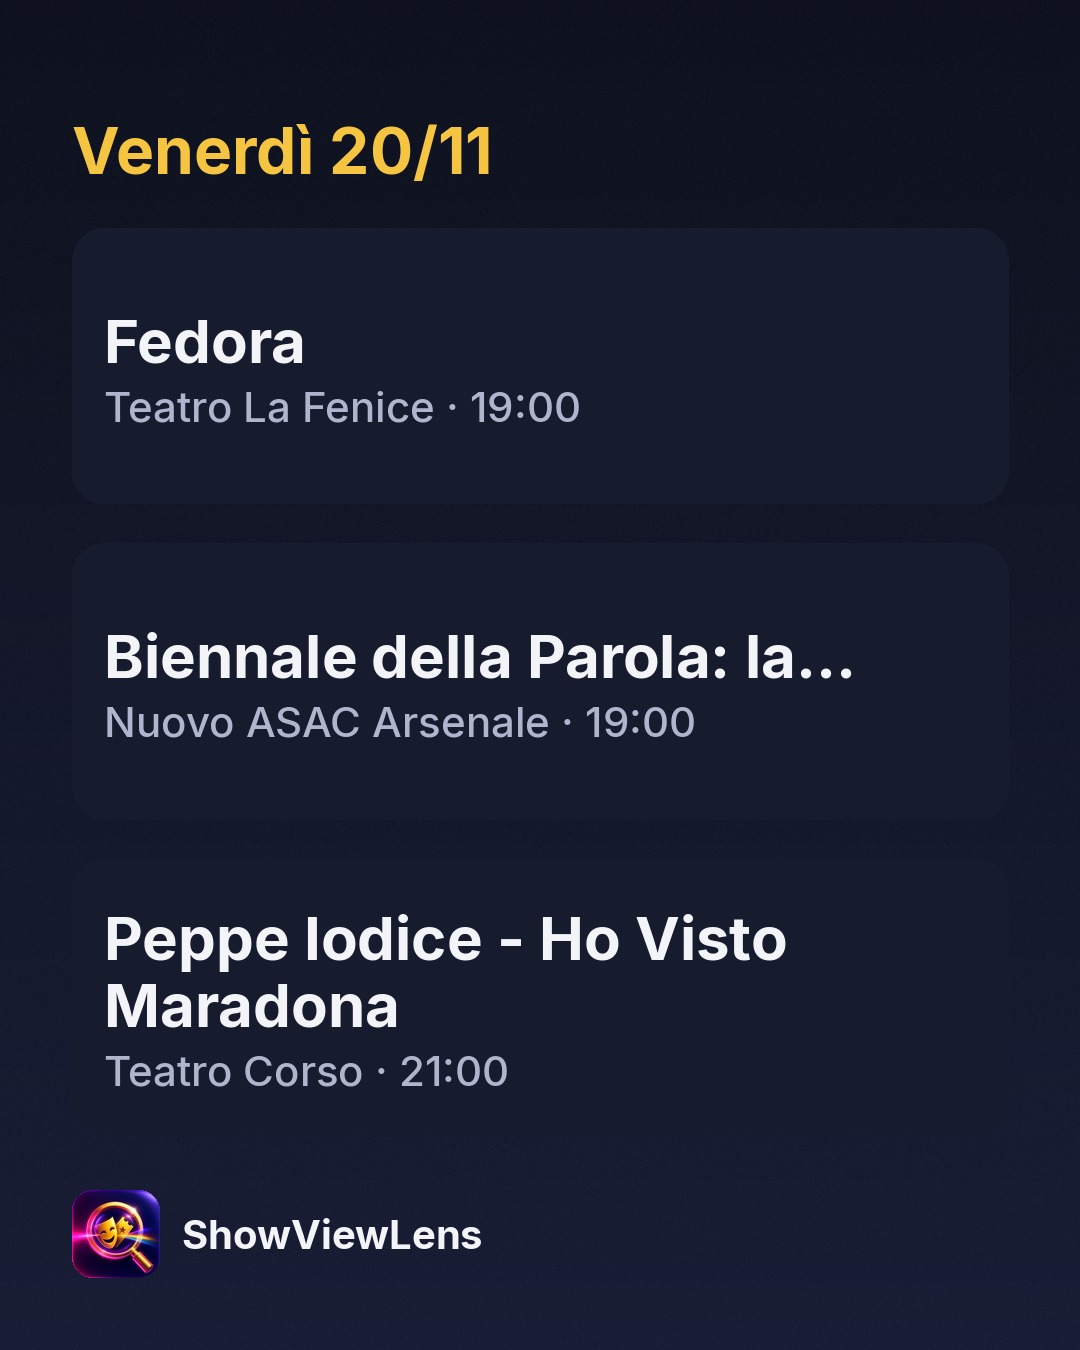 Venerdì 20/11
Fedora
Teatro La Fenice · 19:00
Biennale della Parola: la...
Nuovo ASAC Arsenale · 19:00
Peppe Iodice - Ho Visto
Maradona
Teatro Corso · 21:00
ShowViewLens